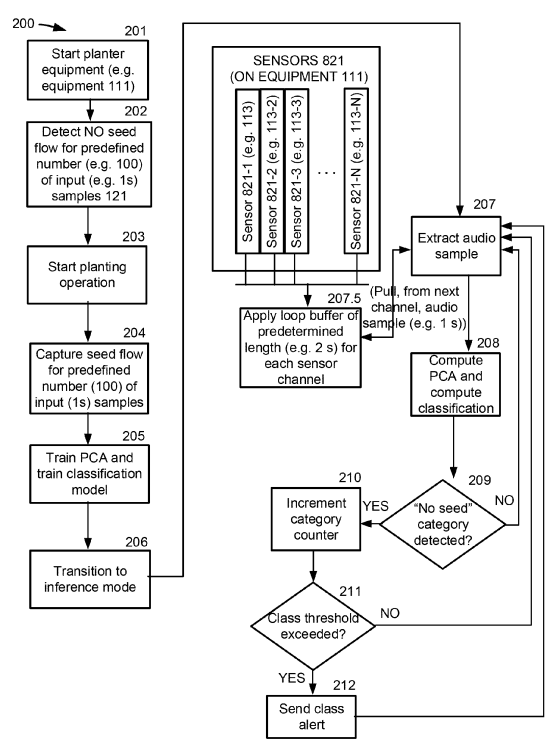 200
201
Start planter
equipment (e.g.
equipment 111)
202
Detect NO seed
flow for predefined
number (e.g. 100)
of input (e.g. 1s)
samples 121
203
Start planting
operation
204
Capture seed flow
for predefined
number (100) of
input (1s) samples
205
Train PCA and
train classification
model
206
Transition to
inference mode
SENSORS 821
(ON EQUIPMENT 111)
Sensor 821-1 (e.g. 113)
Sensor 821-2 (e.g. 113-2)
Sensor 821-3 (e.g. 113-3)
. . .
Sensor 821-N (e.g. 113-N)
207
Extract audio
sample
207.5
Apply loop buffer of
predetermined
length (e.g. 2 s) for
each sensor
channel
(Pull, from next
channel, audio
sample (e.g. 1 s))
208
Compute
PCA and
compute
classification
209
“No seed”
category
detected?
NO
YES
210
Increment
category
counter
211
Class threshold
exceeded?
NO
YES
212
Send class
alert